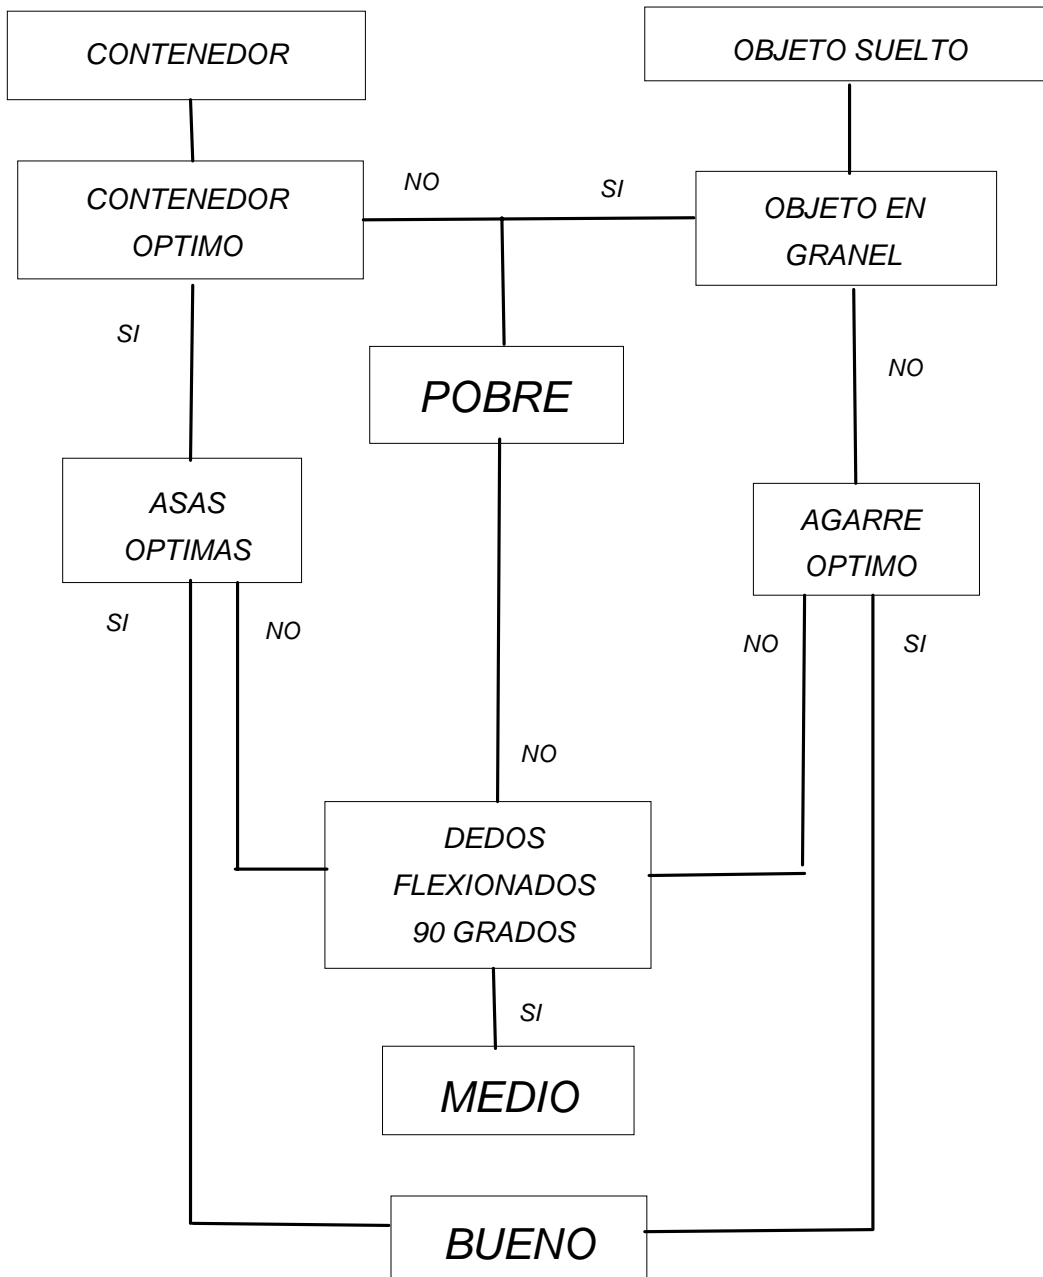 CONTENEDOR
OBJETO SUELTO
CONTENEDOR
OPTIMO
NO
SI
OBJETO EN
GRANEL
SI
NO
POBRE
ASAS
OPTIMAS
AGARRE
OPTIMO
SI
NO
NO
SI
NO
DEDOS
FLEXIONADOS
90 GRADOS
SI
MEDIO
BUENO